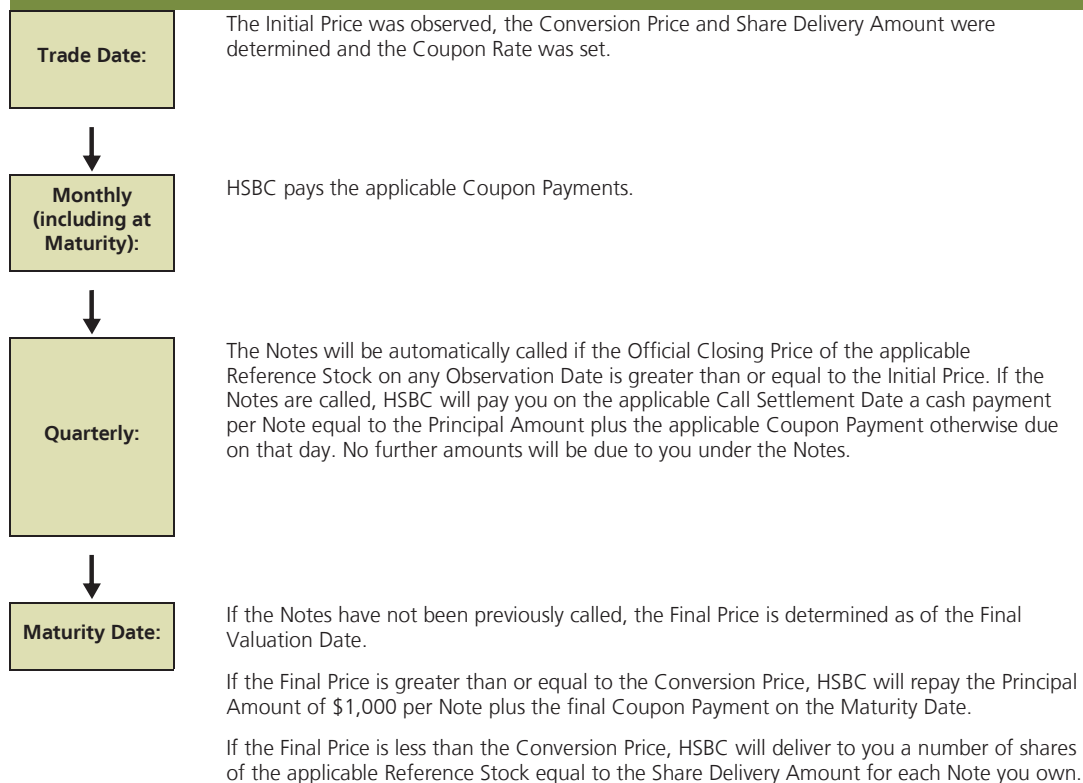 Trade Date:
The Initial Price was observed, the Conversion Price and Share Delivery Amount were
determined and the Coupon Rate was set.
Monthly
(including at
Maturity):
HSBC pays the applicable Coupon Payments.
Quarterly:
The Notes will be automatically called if the Official Closing Price of the applicable
Reference Stock on any Observation Date is greater than or equal to the Initial Price. If the
Notes are called, HSBC will pay you on the applicable Call Settlement Date a cash payment
per Note equal to the Principal Amount plus the applicable Coupon Payment otherwise due
on that day. No further amounts will be due to you under the Notes.
Maturity Date:
If the Notes have not been previously called, the Final Price is determined as of the Final
Valuation Date.
If the Final Price is greater than or equal to the Conversion Price, HSBC will repay the Principal
Amount of $1,000 per Note plus the final Coupon Payment on the Maturity Date.
If the Final Price is less than the Conversion Price, HSBC will deliver to you a number of shares
of the applicable Reference Stock equal to the Share Delivery Amount for each Note you own.